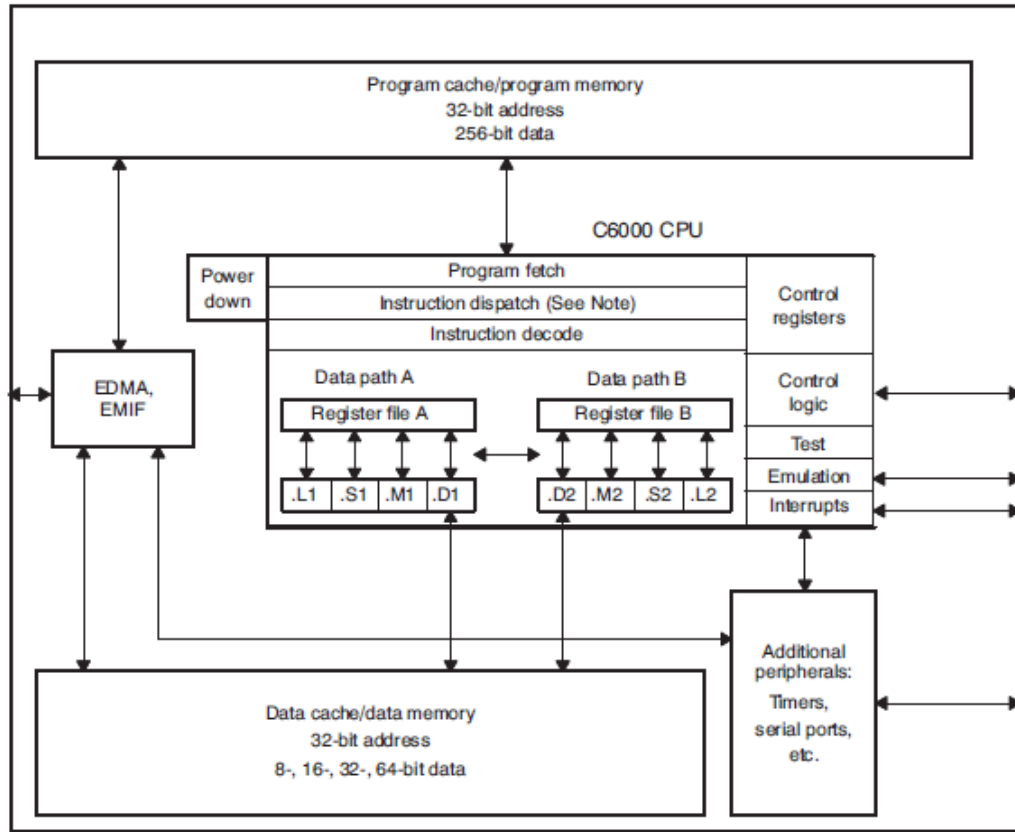 Program cache/program memory
32-bit address
256-bit data
C6000 CPU
Power
down
Program fetch
Instruction dispatch (See Note)
Instruction decode
Control
registers
EDMA,
EMIF
Data path A
Data path B
Register file A
Register file B
Control
logic
Test
Emulation
Interrupts
.L1 .S1 .M1 .D1
.D2 .M2 .S2 .L2
Additional
peripherals:
Timers,
serial ports,
etc.
Data cache/data memory
32-bit address
8-, 16-, 32-, 64-bit data